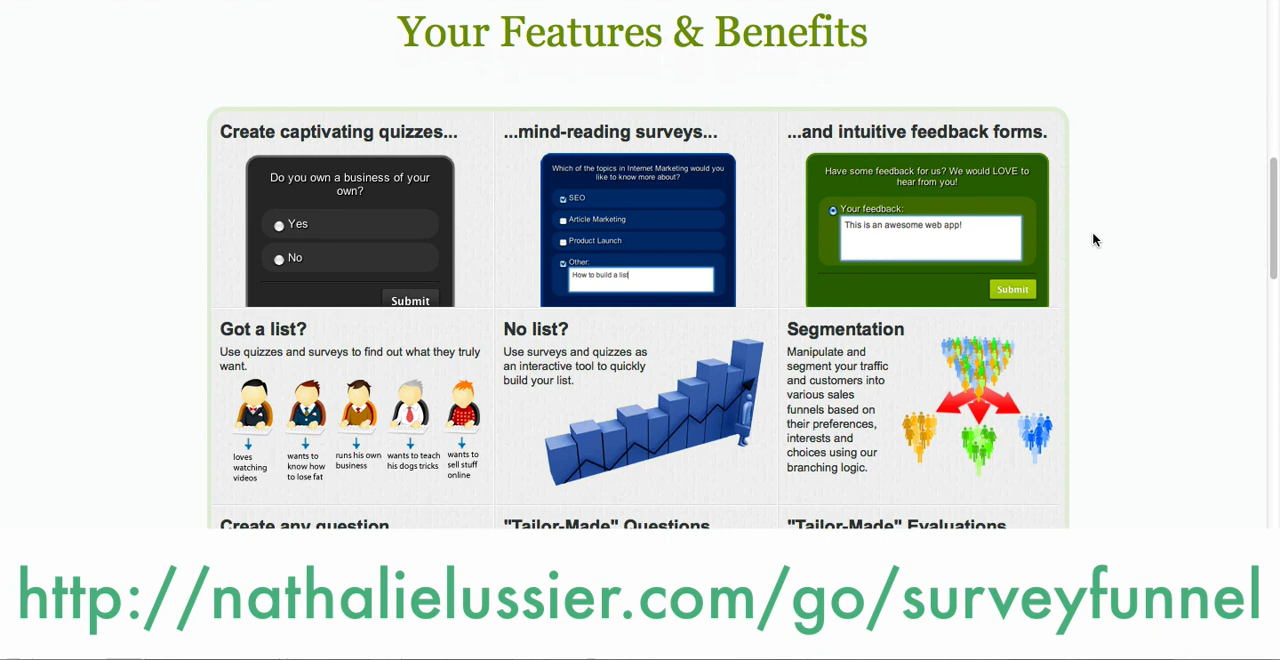 Your Features & Benefits
Create captivating quizzes...
Do you own a business of your
own?
Yes
No
Submit
...mind-reading surveys...
Which of the topics in Internet Marketing would you
like to know more about?
SEO
Article Marketing
Product Launch
Other:
How to build a list
...and intuitive feedback forms.
Have some feedback for us? We would LOVE to
hear from you!
Your feedback:
This is an awesome web app!
Submit
Got a list?
Use quizzes and surveys to find out what they truly
want.
loves
watching
videos
wants to
know how
to lose fat
runs his own
business
wants to teach
his dogs tricks
wants to
sell stuff
online
No list?
Use surveys and quizzes as
an interactive tool to quickly
build your list.
Segmentation
Manipulate and
segment your traffic
and customers into
various sales
funnels based on
their preferences,
interests and
choices using our
branching logic.
Create any question
"Tailor-Made" Questions
"Tailor-Made" Evaluations
http://nathalielussier.com/go/surveyfunnel